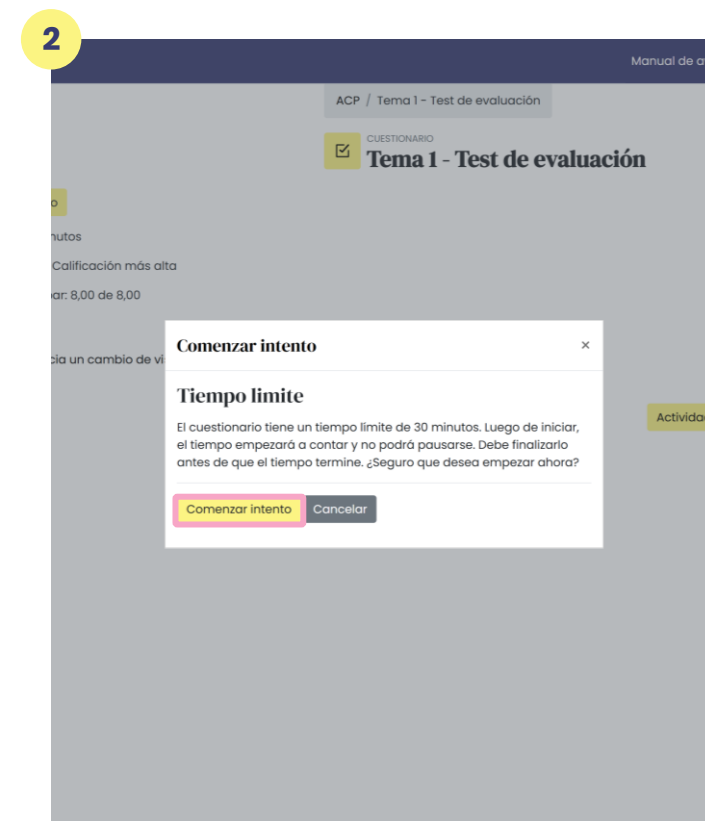 2
Manual de
ACP / Tema 1 - Test de evaluación
CUESTIONARIO
Tema 1 - Test de evaluación
o
nutos
Calificación más alta
ar: 8,00 de 8,00
cia un cambio de vi
Comenzar intento ×
Tiempo limite
El cuestionario tiene un tiempo límite de 30 minutos. Luego de iniciar,
el tiempo empezará a contar y no podrá pausarse. Debe finalizarlo
antes de que el tiempo termine. ¿Seguro que desea empezar ahora?
Activida
Comenzar intento Cancelar